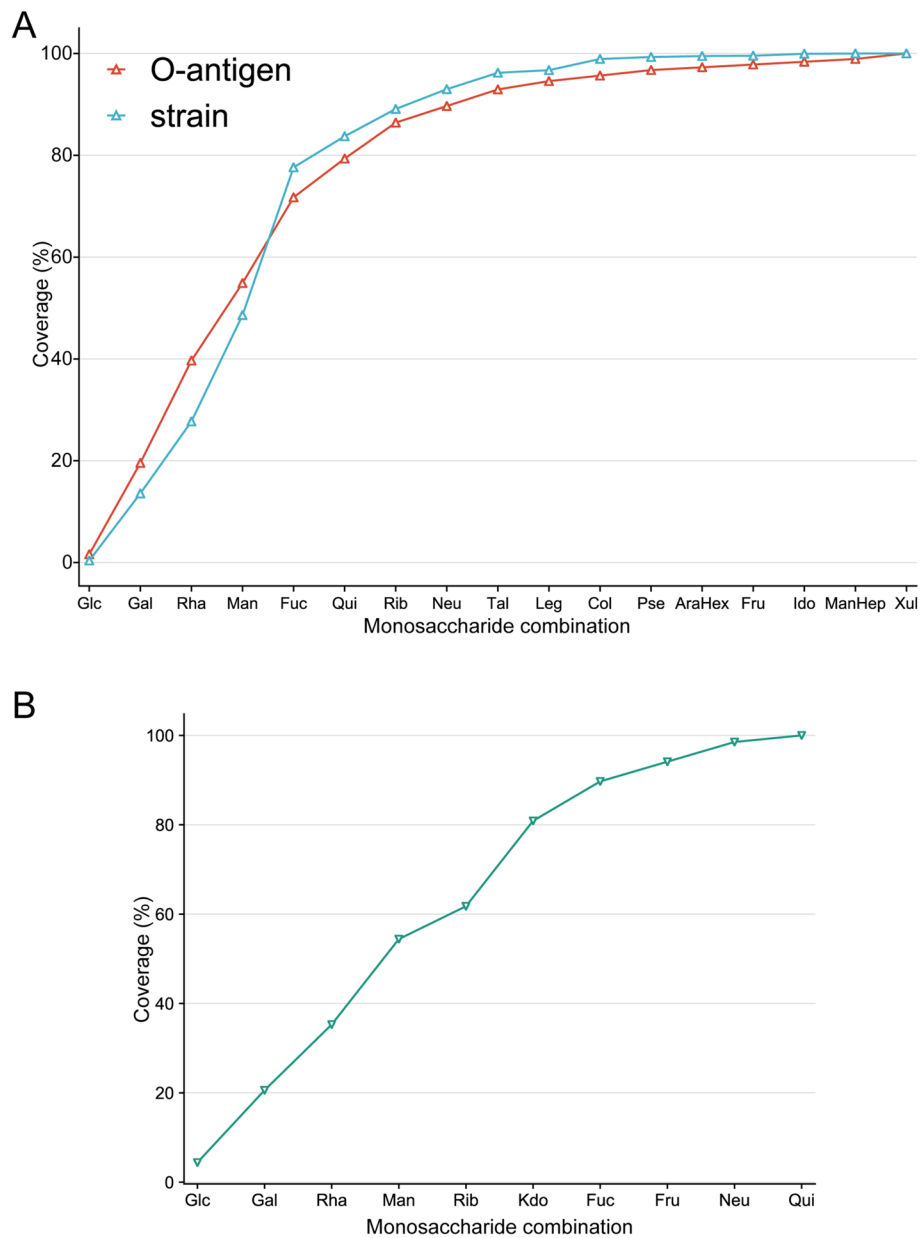 A
O-antigen
strain
100
80
60
40
20
0
Coverage (%)
Glc Gal Rha Man Fuc Qui Rib Neu Tal Leg Col Pse AraHex Fru Ido ManHep Xul
Monosaccharide combination
B
100
80
60
40
20
0
Coverage (%)
Glc Gal Rha Man Rib Kdo Fuc Fru Neu Qui
Monosaccharide combination